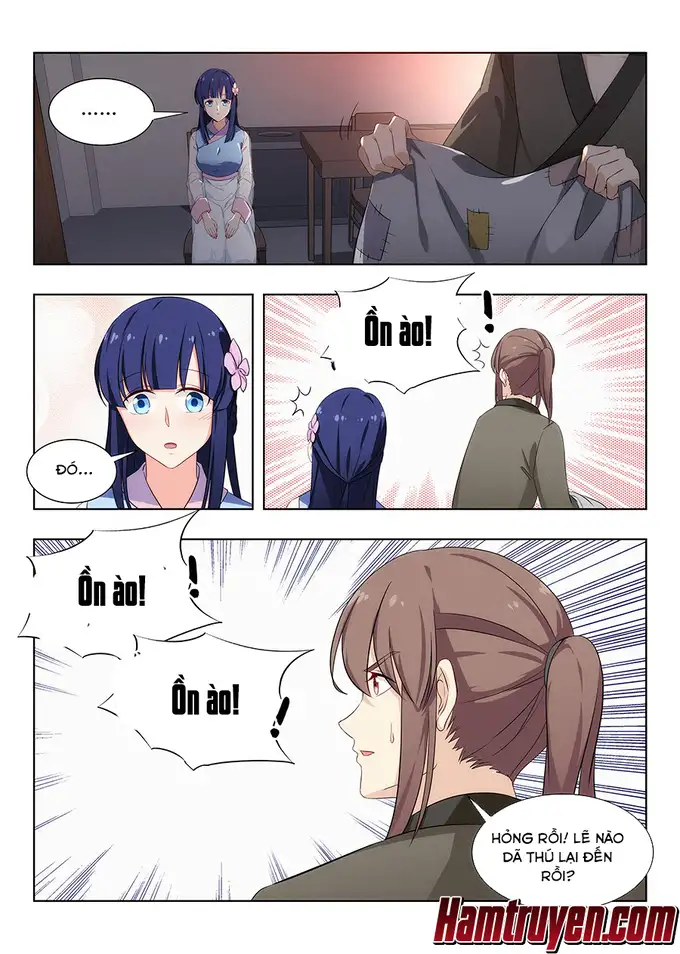 ......
ĐÓ...
Ồn ào!
!
Ồn ào!
!
Ồn ào!
!
HỎNG RỒI! LẼ NÀO
DÃ THÚ LẠI ĐẾN
RỒI?
Hamtruyen.com